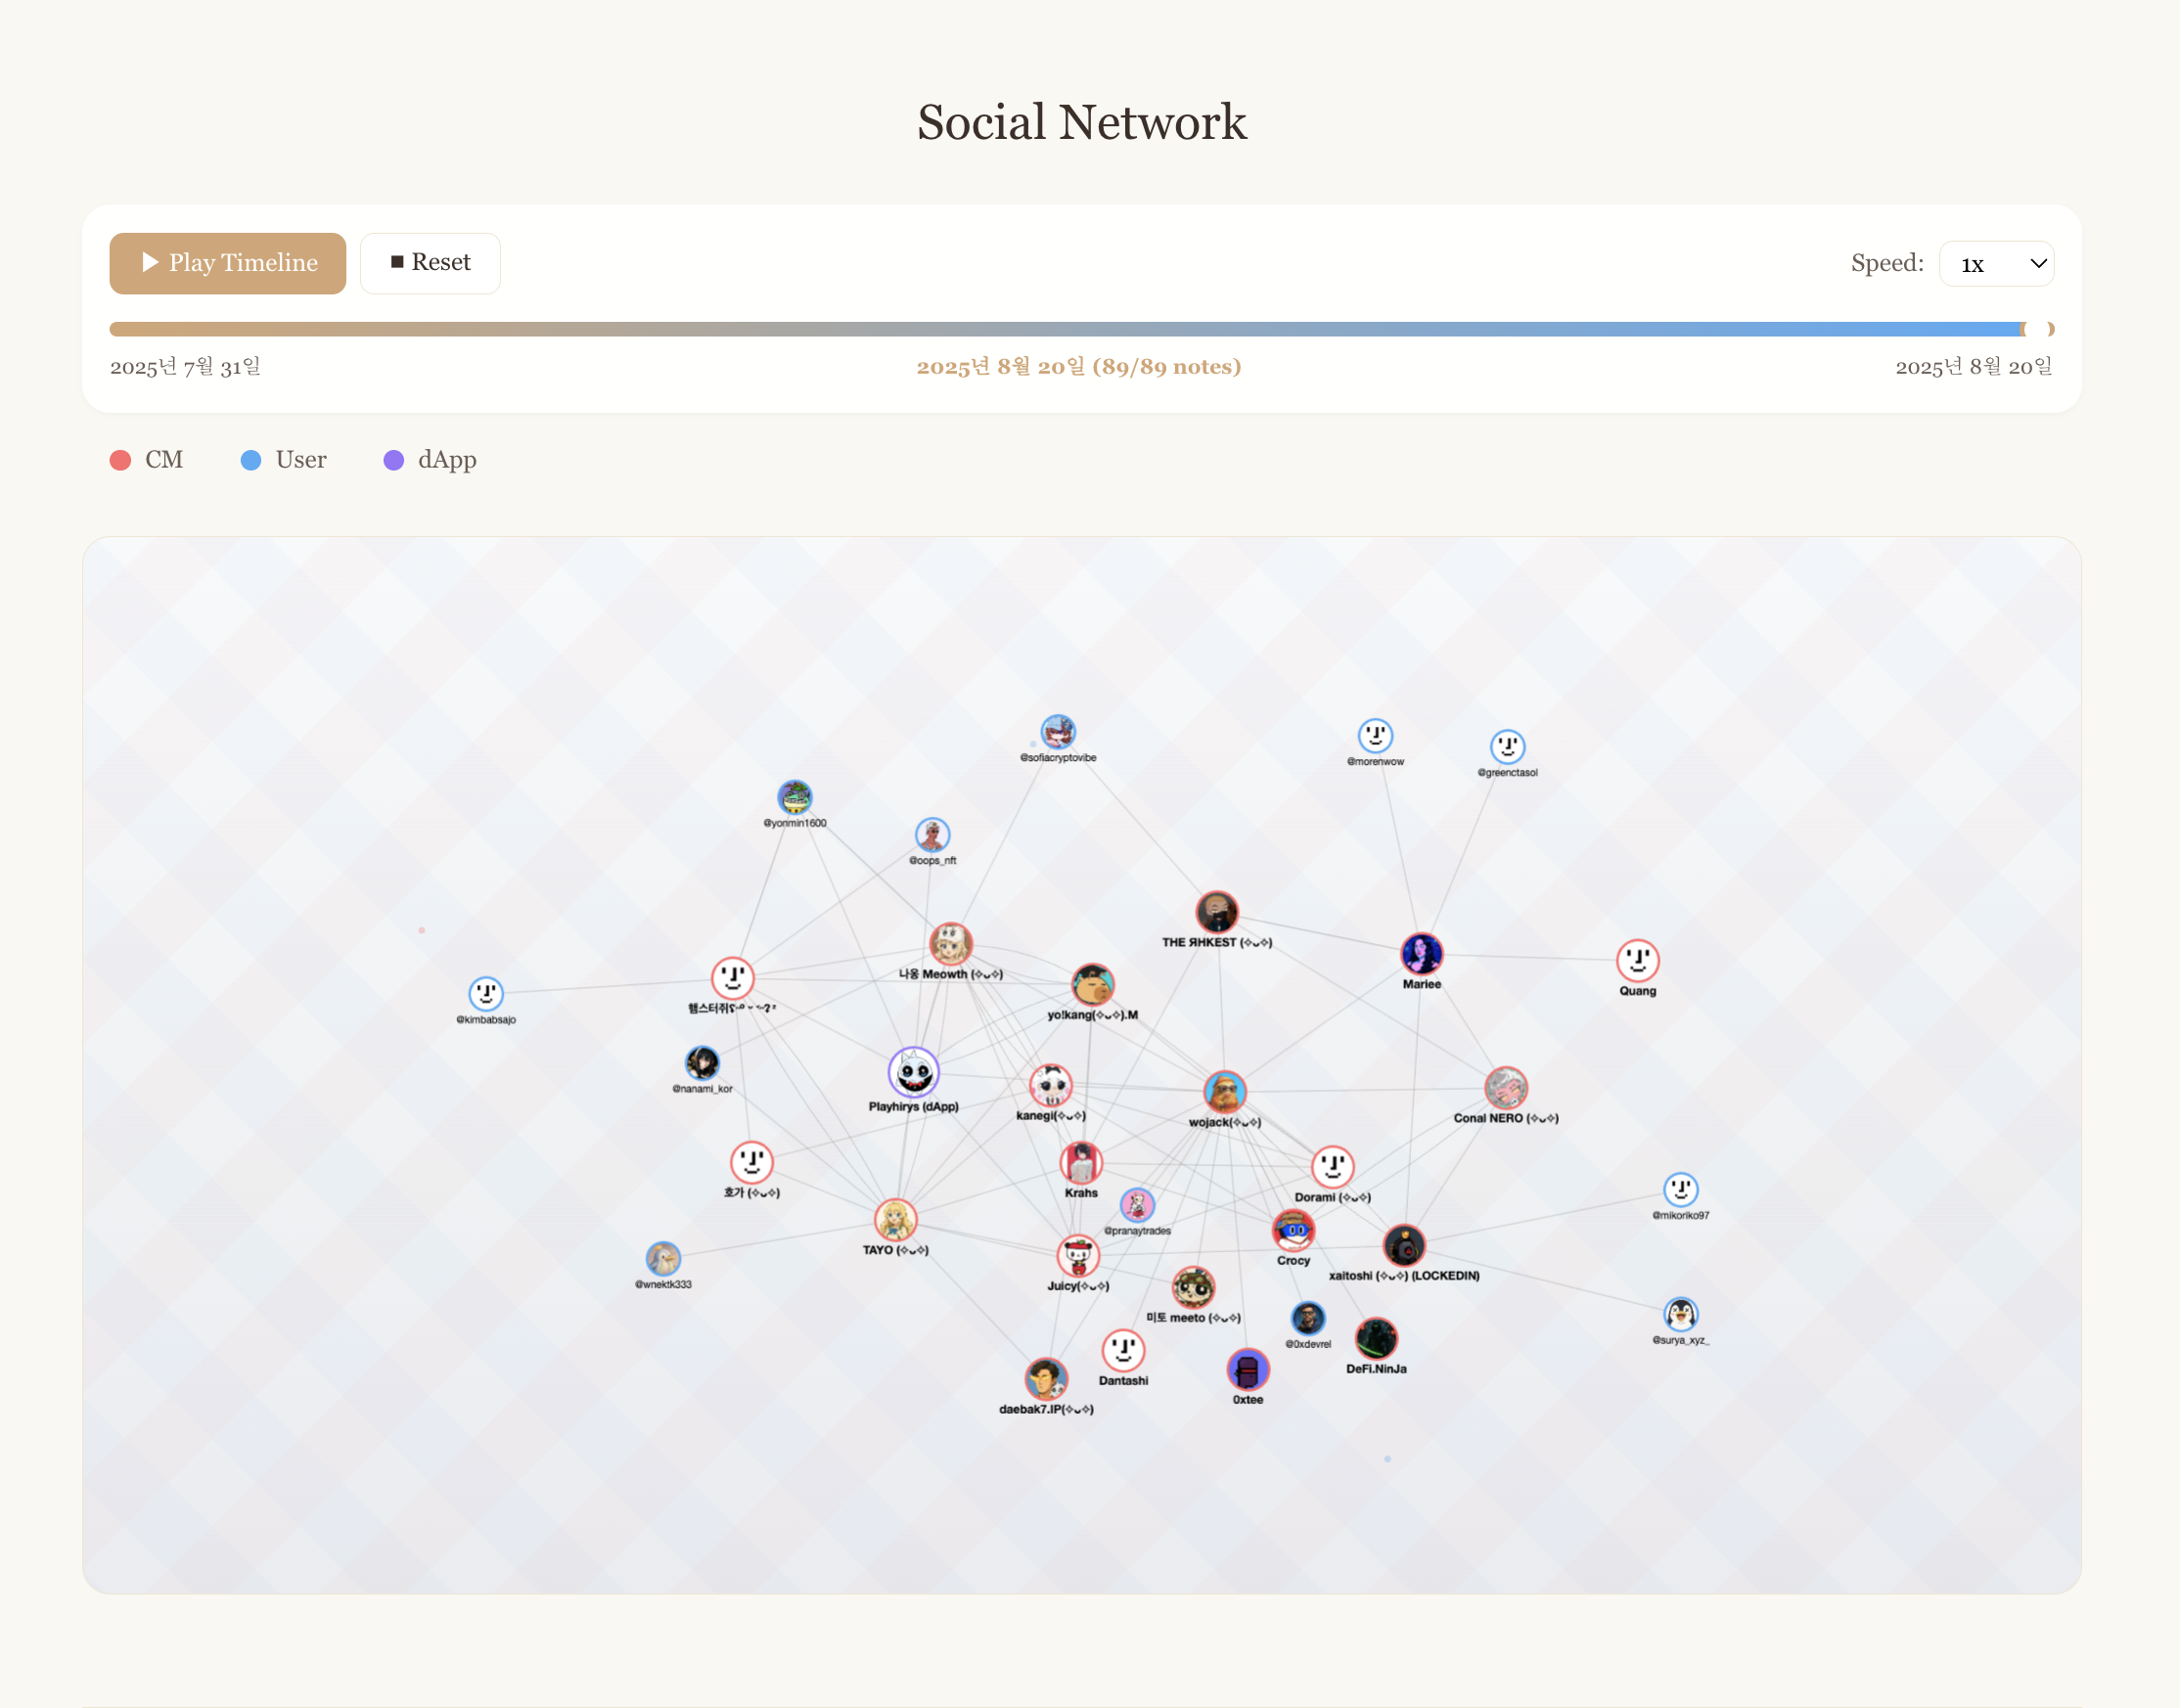 Social Network
▶ Play Timeline
■ Reset
Speed:
1x
2025년 7월 31일
2025년 8월 20일 (89/89 notes)
2025년 8월 20일
CM
User
dApp
@sofiacryptovibe
@morenwow
@greenctasol
@yonmin1600
@oops_nft
THE ЯHKEST (✧ᴗ✧)
나옹 Meowth (✧ᴗ✧)
Mariee
Quang
햄스터쥐
yo!kang(✧ᴗ✧).M
@kimbabsajo
@nanami_kor
Playhirys (dApp)
kanegi(✧ᴗ✧)
wojack(✧ᴗ✧)
Conal NERO (✧ᴗ✧)
호가 (✧ᴗ✧)
Krahs
Dorami (✧ᴗ✧)
@mikoriko97
@pranaytrades
TAYO (✧ᴗ✧)
Crocy
xaitoshi (✧ᴗ✧) (LOCKEDIN)
@wnektk333
Juicy(✧ᴗ✧)
미토 meeto (✧ᴗ✧)
@0xdevrel
@surya_xyz_
DeFi.NinJa
Dantashi
0xtee
daebak7.IP(✧ᴗ✧)